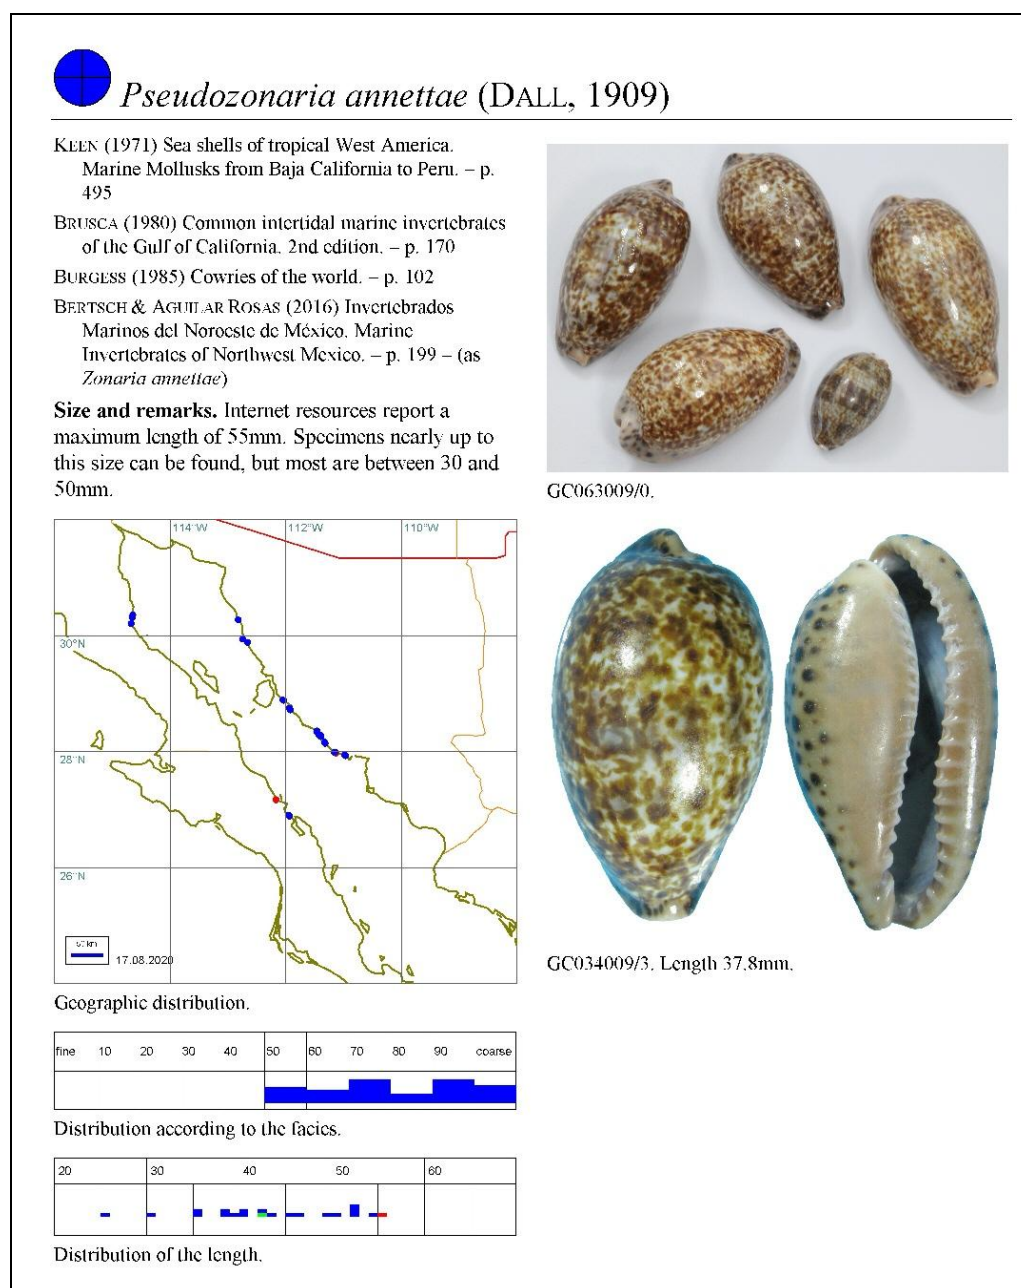 Pseudozonaria annettae (DALL, 1909)
KEEN (1971) Sea shells of tropical West America.
Marine Mollusks from Baja California to Peru. – p.
495
BRUSCA (1980) Common intertidal marine invertebrates
of the Gulf of California. 2nd edition. – p. 170
BURGESS (1985) Cowries of the world. – p. 102
BERTSCH & AGUILAR ROSAS (2016) Invertebrados
Marinos del Noroeste de México. Marine
Invertebrates of Northwest Mexico. – p. 199 – (as
Zonaria annettae)
Size and remarks. Internet resources report a
maximum length of 55mm. Specimens nearly up to
this size can be found, but most are between 30 and
50mm.
114°W 112°W 110°W
30°N
28°N
26°N
50 km
17.08.2020
Geographic distribution.
fine 10 20 30 40 50 60 70 80 90 coarse
Distribution according to the facies.
20 30 40 50 60
Distribution of the length.
GC063009/0.
GC034009/3. Length 37.8mm.